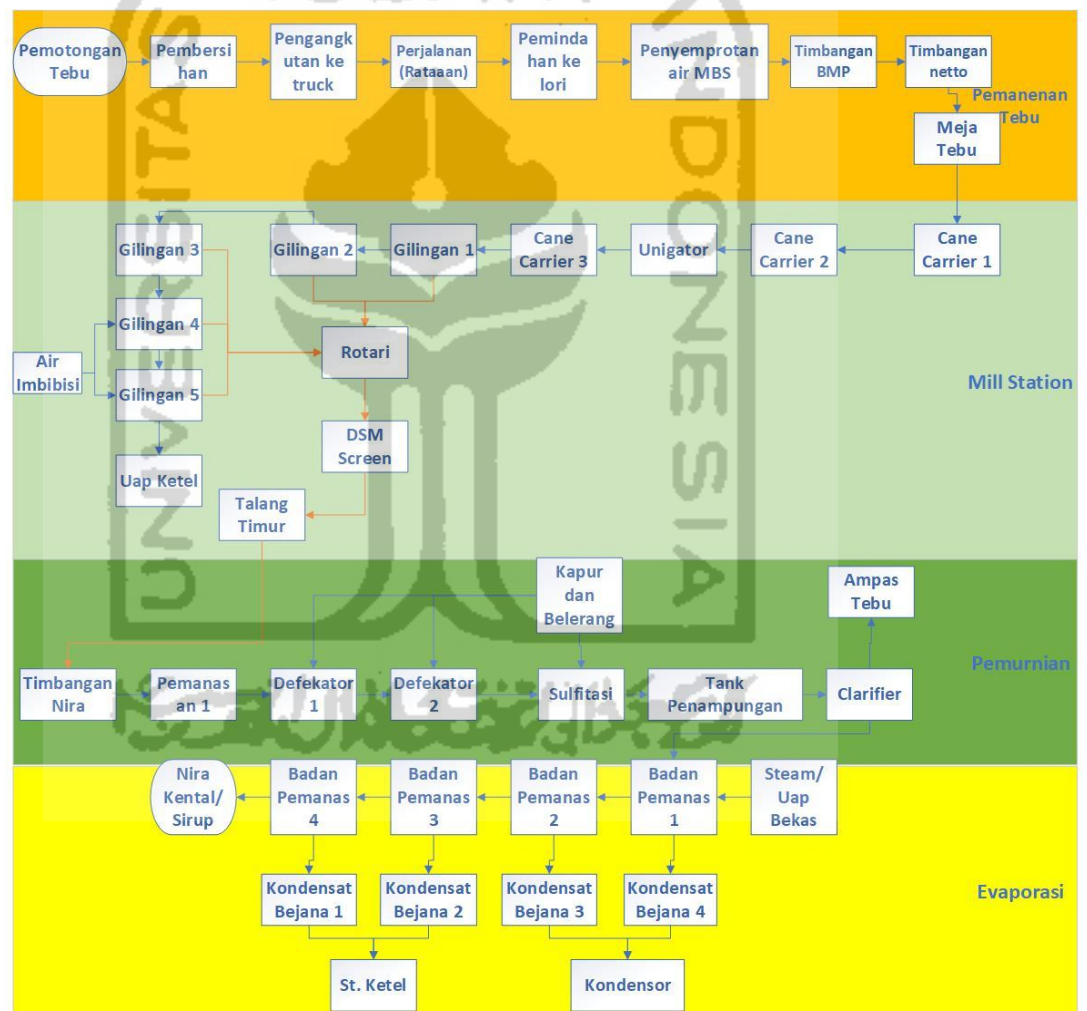 Pemotongan
Tebu
Pembersi
han
Pengangk
utan ke
truck
Perjalanan
(Rataaan)
Peminda
han ke
lori
Penyemprotan
air MBS
Timbangan
BMP
Timbangan
netto
Pemanenan
Tebu
Meja
Tebu
Gilingan 3
Gilingan 2
Gilingan 1
Cane
Carrier 3
Unigator
Cane
Carrier 2
Cane
Carrier 1
Gilingan 4
Air
Imbibisi
Gilingan 5
Rotari
Mill Station
DSM
Screen
Uap Ketel
Talang
Timur
Kapur
dan
Belerang
Ampas
Tebu
Pemurnian
Timbangan
Nira
Pemanas
an 1
Defekator
1
Defekator
2
Sulfitasi
Tank
Penampungan
Clarifier
Nira
Kental/
Sirup
Badan
Pemanas
4
Badan
Pemanas
3
Badan
Pemanas
2
Badan
Pemanas
1
Steam/
Uap
Bekas
Kondensat
Bejana 1
Kondensat
Bejana 2
Kondensat
Bejana 3
Kondensat
Bejana 4
Evaporasi
St. Ketel
Kondensor
UNIVERSITAS
INDONESIA